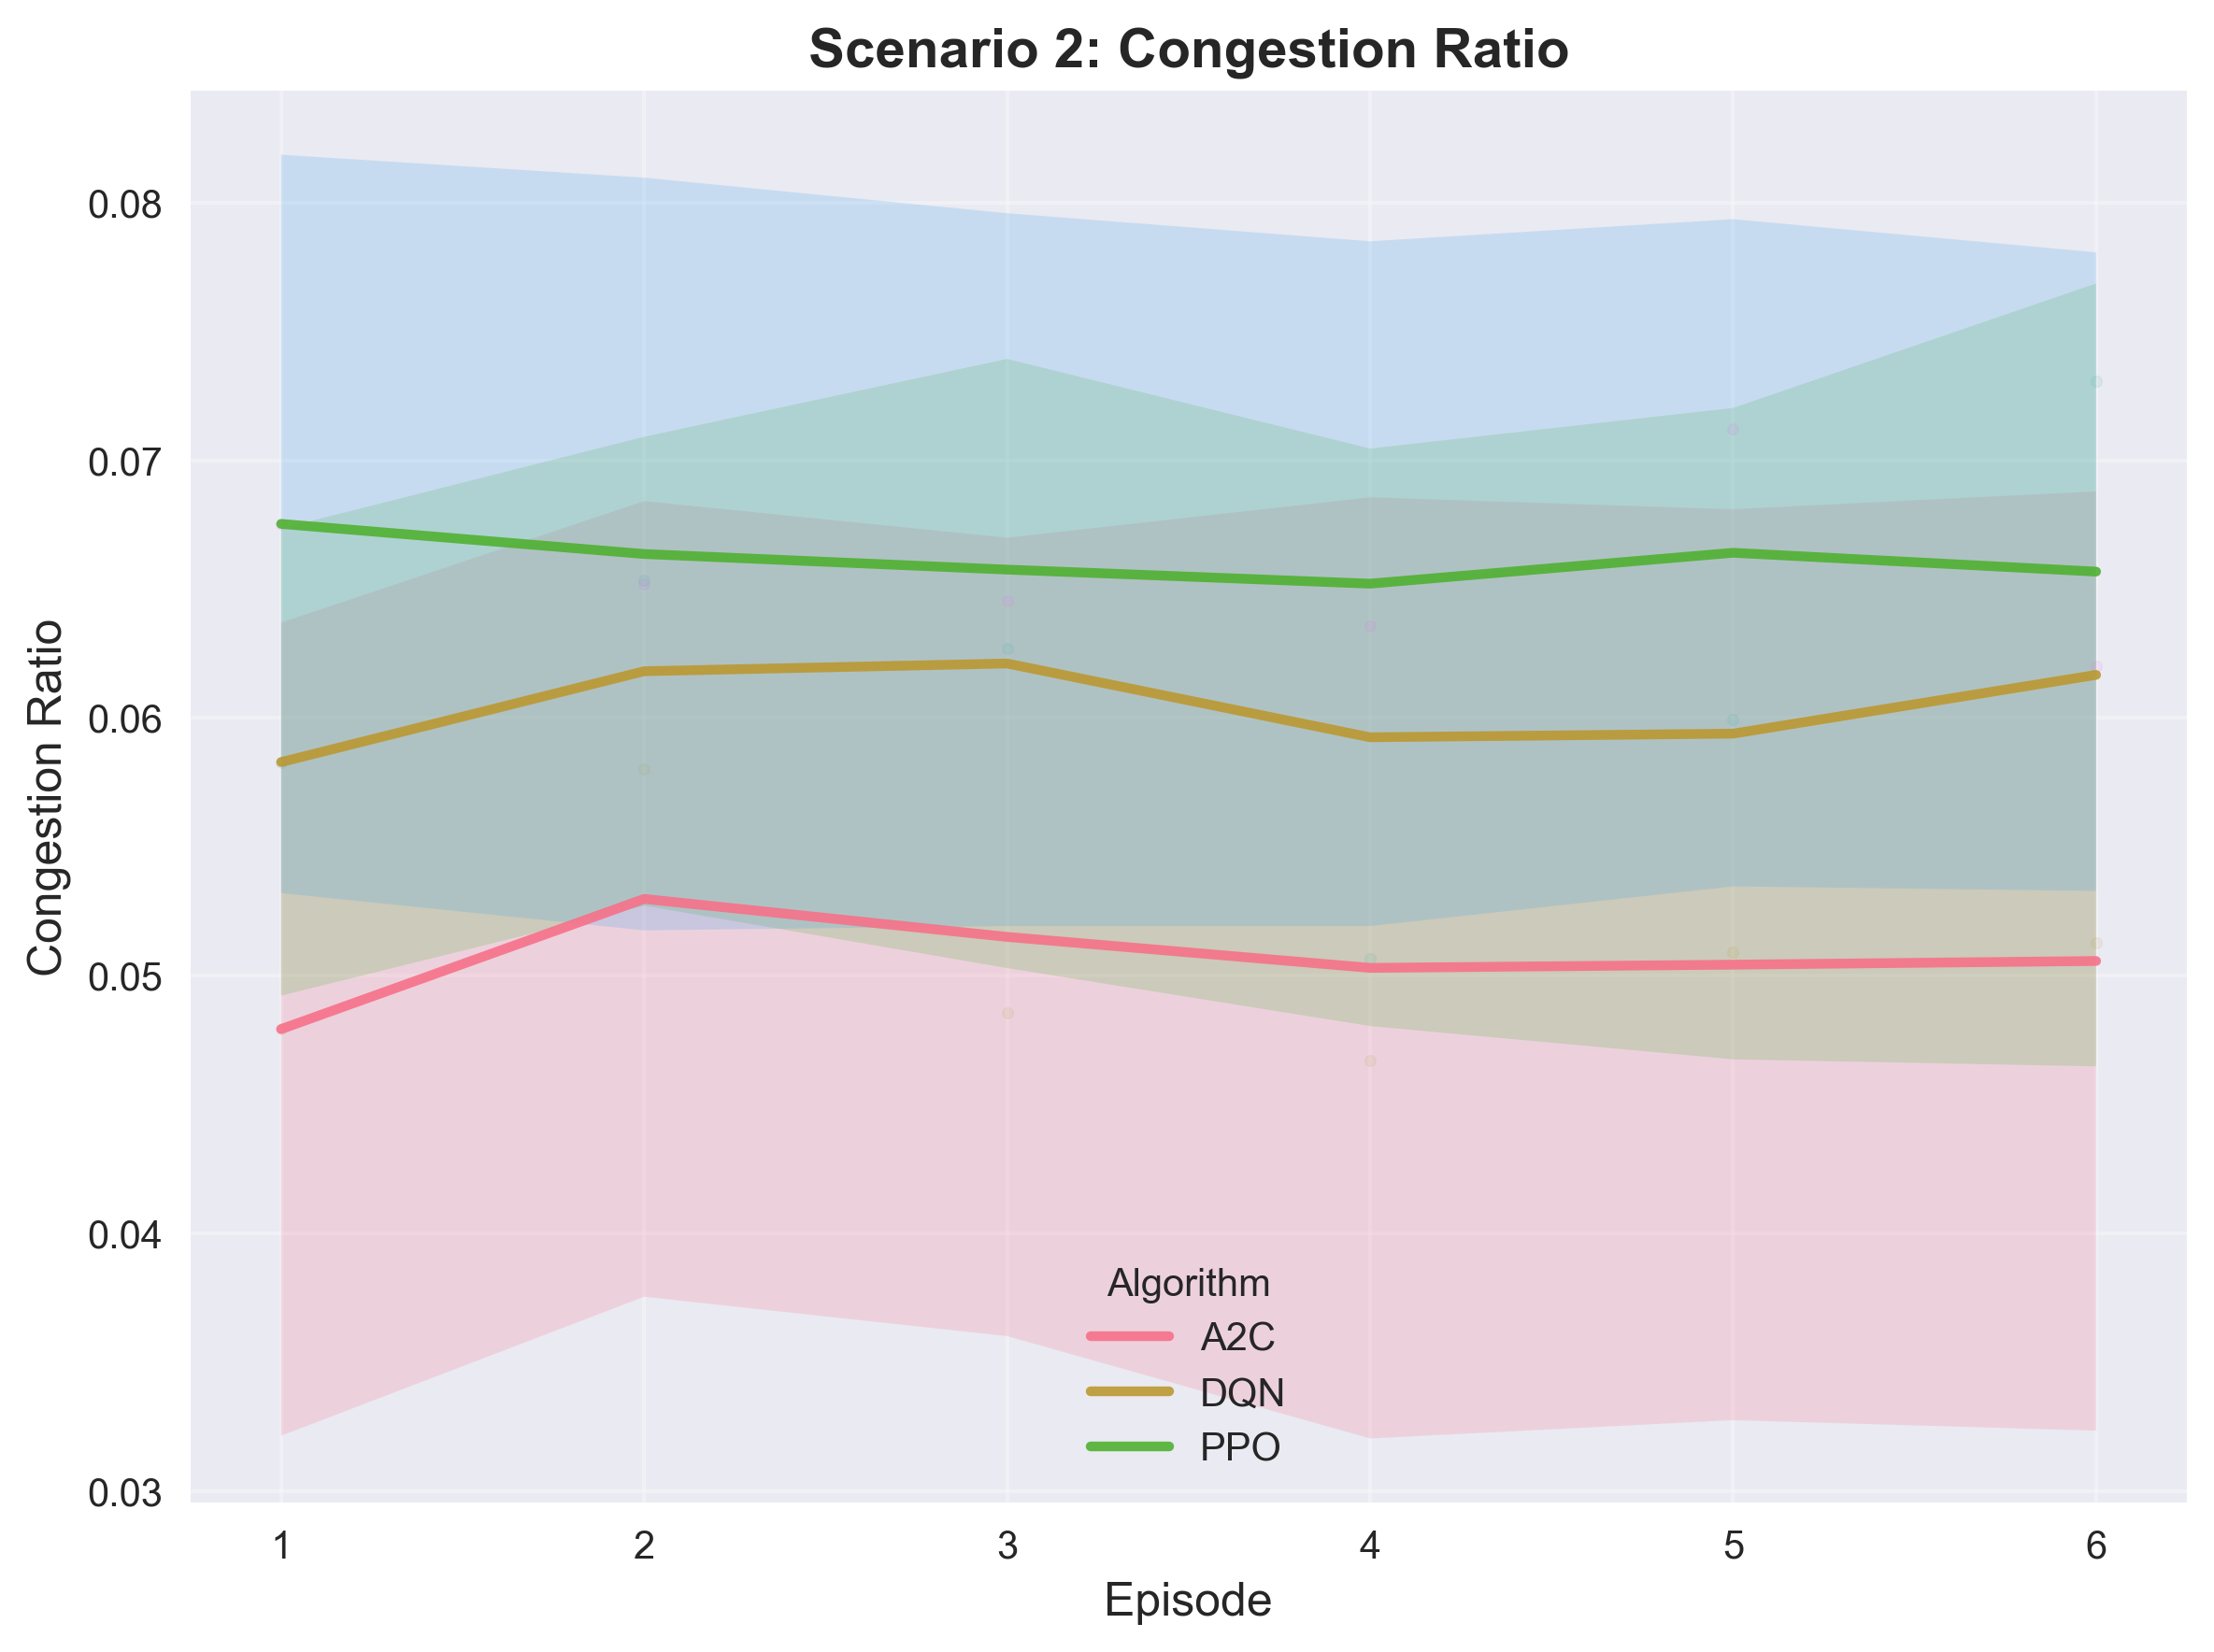 Scenario 2: Congestion Ratio
Congestion Ratio
0.08
0.07
0.06
0.05
0.04
0.03
Algorithm
A2C
DQN
PPO
1 2 3 4 5 6
Episode